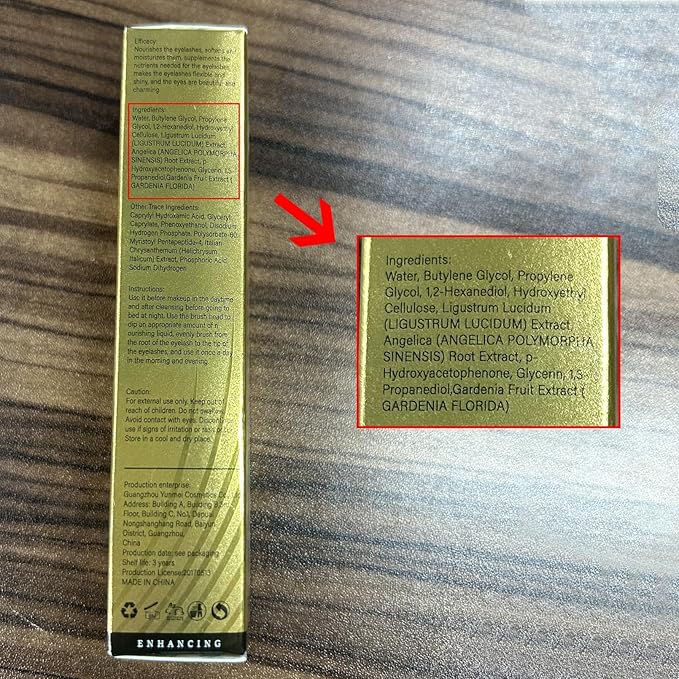 Efficacy:
Nourishes the eyelashes, softens and
moisturizes them, supplements the
nutrients needed for the eyelashes,
makes the eyelashes flexible and
shiny, and the eyes are beautiful and
charming.
Ingredients:
Water, Butylene Glycol, Propylene
Glycol, 1,2-Hexanediol, Hydroxyethyl
Cellulose, Ligustrum Lucidum
(LIGUSTRUM LUCIDUM) Extract,
Angelica (ANGELICA POLYMORPHA
SINENSIS) Root Extract, p
Hydroxyacetophenone, Glycerin, 1,3-
Propanediol,Gardenia Fruit Extract (
GARDENIA FLORIDA)
Other Trace Ingredients:
Caprylyl Hydroxamic Acid, Glyceryl
Caprylate, Phenoxyethanol, Disodium
Hydrogen Phosphate, Polysorbate-60,
Myristoyl Pentapeptide-4, Italian
Chrysanthemum (Helichrysum
Italicum) Extract, Phosphoric Acid,
Sodium Dihydrogen
Instructions:
Use it before makeup in the daytime
and after cleansing before going to
bed at night. Use the brush head to
dip an appropriate amount of n
ourishing liquid, evenly brush from
the root of the eyelash to the tip of
the eyelashes, and use it once a day
in the morning and evening.
Caution:
For external use only. Keep out of
reach of children. Do not swallow.
Avoid contact with eyes. Discontinue
use if signs of irritation or rash
Store in a cool and dry place.
Production enterprise:
Guangzhou Yunmei Cosmetics Co., Ltd
Address: Building A, Building B 3rd
Floor, Building C, No.1, Dapuai
Nongshanghang Road, Baiyun
District, Guangzhou,
China
Production date: see packaging
Shelf life: 3 years
Production License:20170513
MADE IN CHINA
ENHANCING
Ingredients:
Water, Butylene Glycol, Propylene
Glycol, 1,2-Hexanediol, Hydroxyethyl
Cellulose, Ligustrum Lucidum
(LIGUSTRUM LUCIDUM) Extract,
Angelica (ANGELICA POLYMORPHA
SINENSIS) Root Extract, p-
Hydroxyacetophenone, Glycerin, 1,3-
Propanediol,Gardenia Fruit Extract (
GARDENIA FLORIDA)